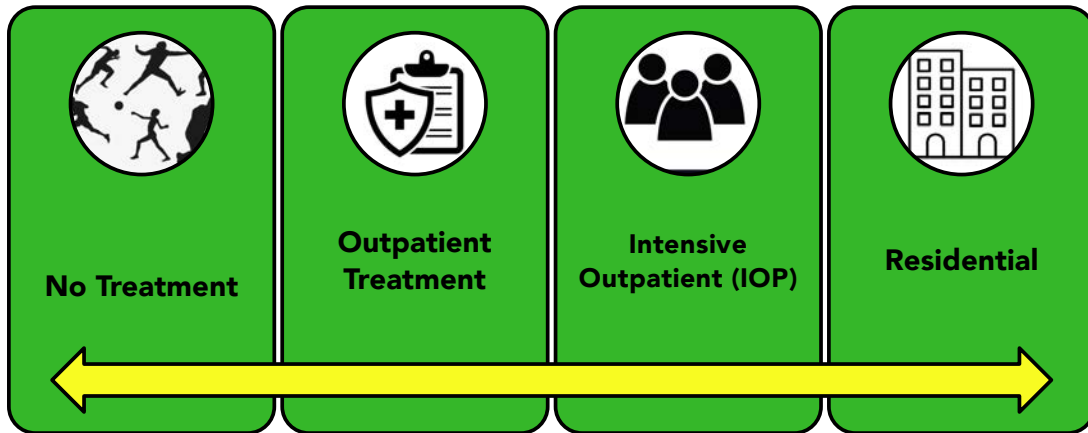 No Treatment
Outpatient
Treatment
Intensive
Outpatient (IOP)
Residential